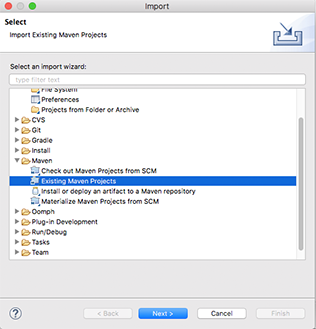 Import
Select
Import Existing Maven Projects
Select an import wizard:
type filter text
File System
Preferences
Projects from Folder or Archive
CVS
Git
Gradle
Install
Maven
Check out Maven Projects from SCM
Existing Maven Projects
Install or deploy an artifact to a Maven repository
Materialize Maven Projects from SCM
Oomph
Plug-in Development
Run/Debug
Tasks
Team
? < Back Next > Cancel Finish